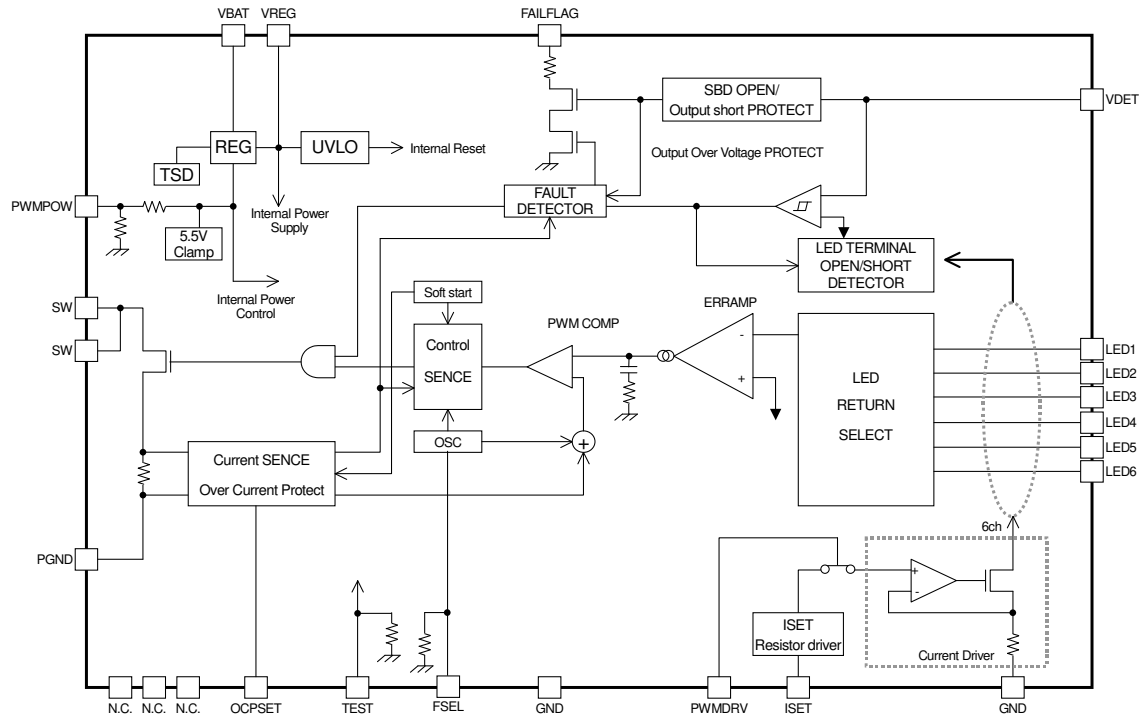 VBAT VREG FAILFLAG
SBD OPEN/
Output short PROTECT
VDET
REG
UVLO
Internal Reset
TSD
Output Over Voltage PROTECT
PWMPOW
Internal Power
Supply
5.5V
Clamp
FAULT
DETECTOR
LED TERMINAL
OPEN/SHORT
DETECTOR
Internal Power
Control
SW
SW
Soft start
Control
SENCE
PWM COMP
ERRAMP
-
+
LED
RETURN
SELECT
LED1
LED2
LED3
LED4
LED5
LED6
OSC
+
Current SENCE
Over Current Protect
PGND
6ch
+
-
ISET
Resistor driver
Current Driver
N.C. N.C. N.C. OCPSET TEST FSEL GND PWMDRV ISET GND